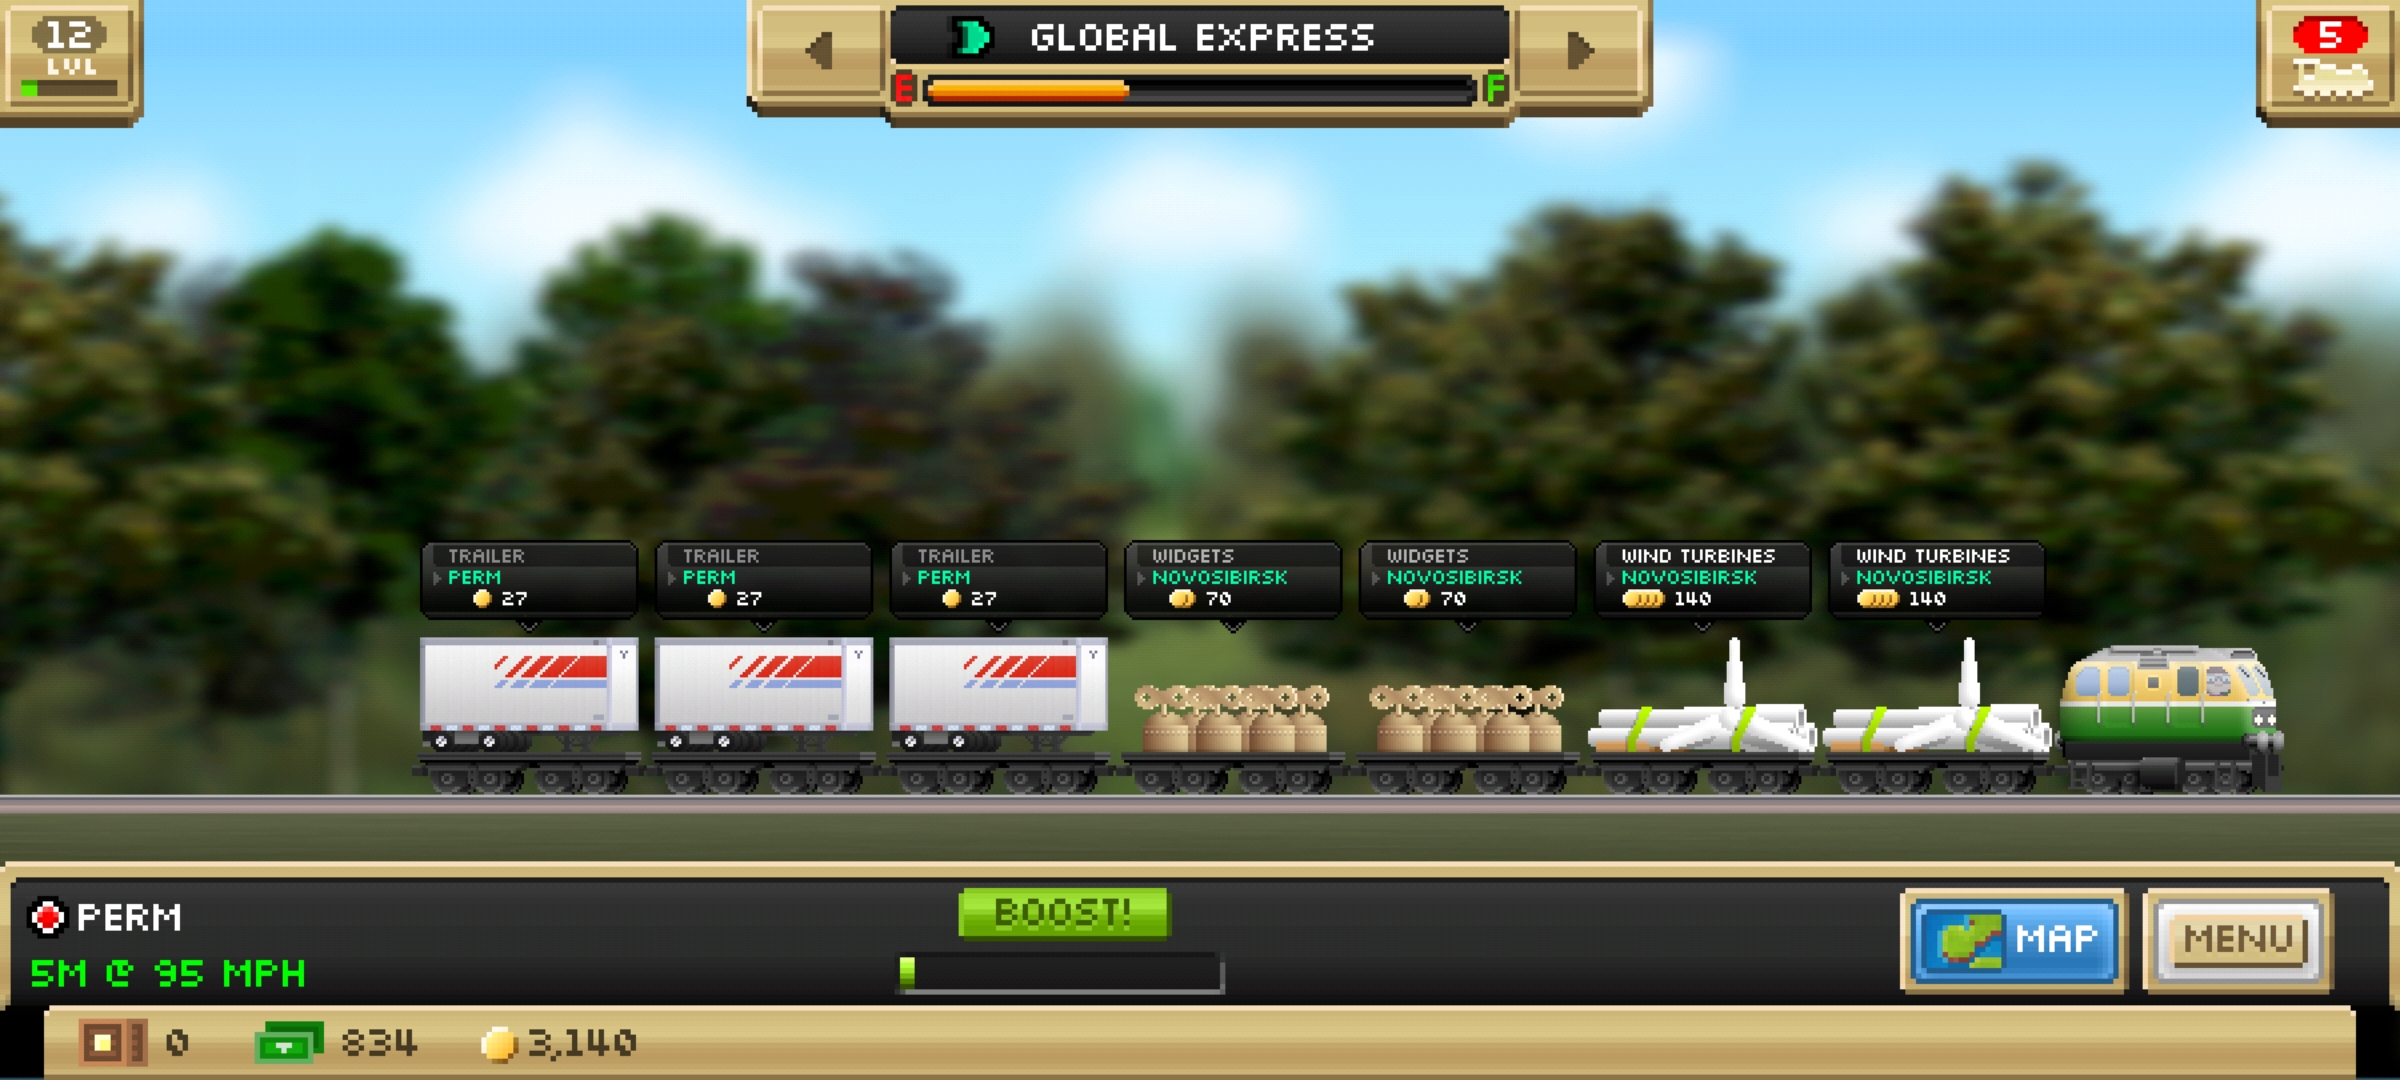 12
LVL
GLOBAL EXPRESS
E
F
5
TRAILER
PERM
27
TRAILER
PERM
27
TRAILER
PERM
27
WIDGETS
NOVOSIBIRSK
70
WIDGETS
NOVOSIBIRSK
70
WIND TURBINES
NOVOSIBIRSK
140
WIND TURBINES
NOVOSIBIRSK
140
PERM
5M @ 95 MPH
BOOST!
MAP
MENU
0
834
3,140